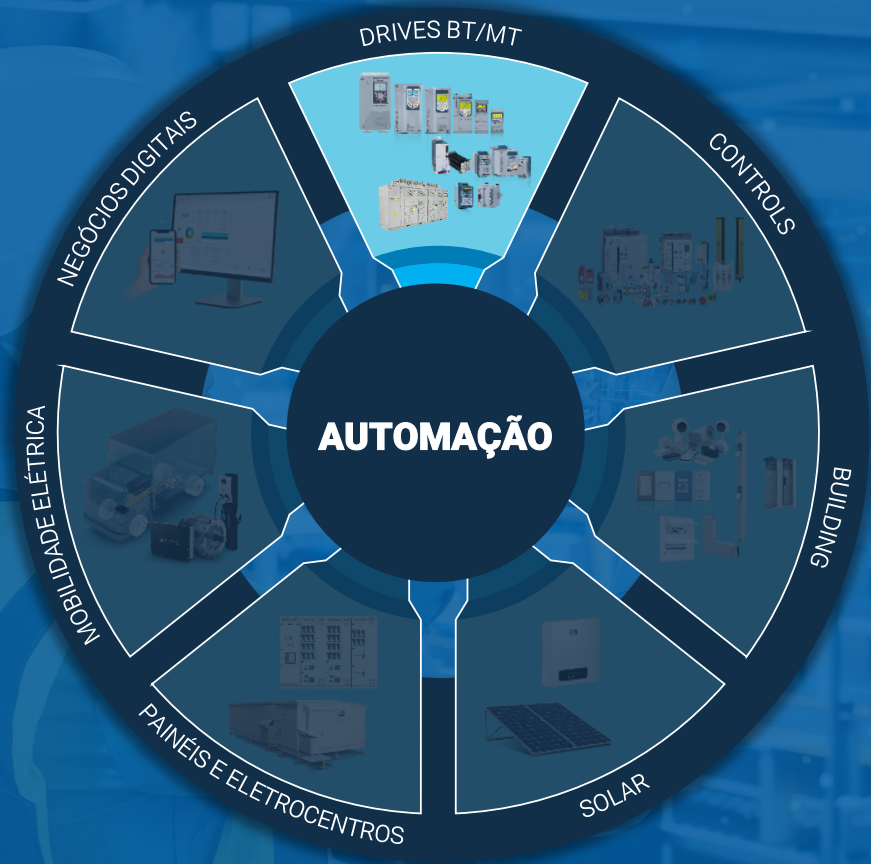 DRIVES BT/MT
CONTROLS
BUILDING
SOLAR
PAINÉIS E ELETROCENTROS
MOBILIDADE ELÉTRICA
NEGÓCIOS DIGITAIS
AUTOMAÇÃO